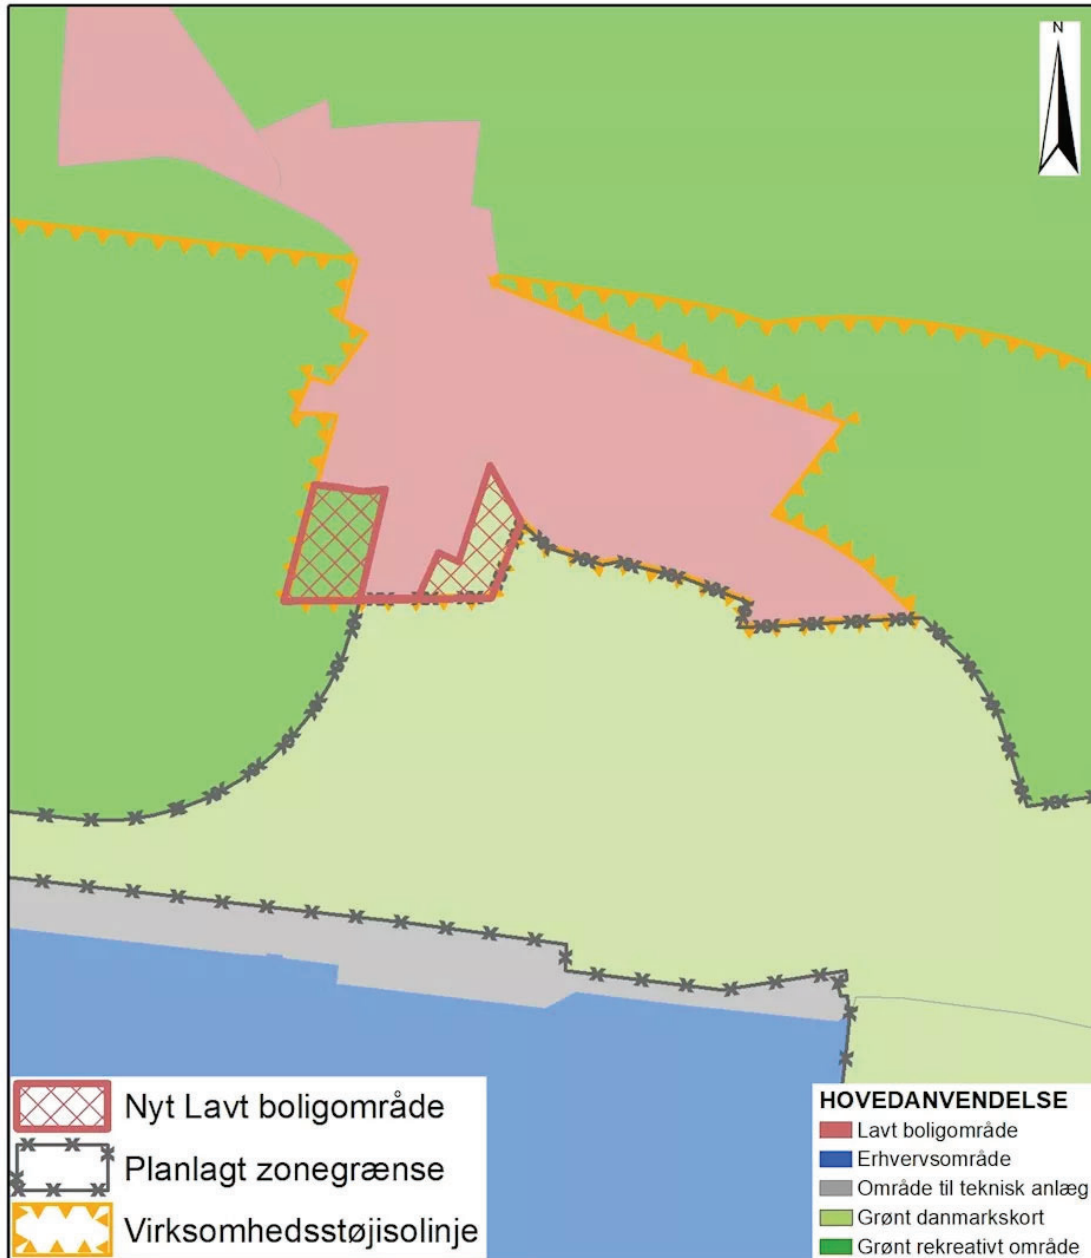 N
Nyt Lavt boligområde
Planlagt zonegrænse
Virksomhedsstøjisolinje
HOVEDANVENDELSE
Lavt boligområde
Erhvervsområde
Område til teknisk anlæg
Grønt danmarkskort
Grønt rekreativt område